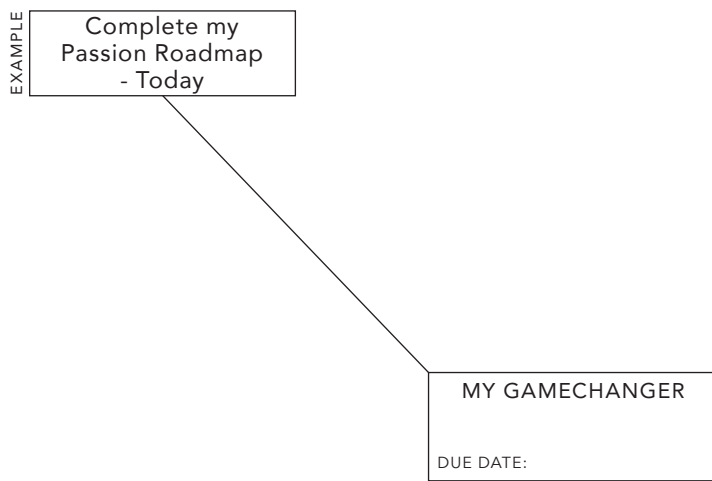 EXAMPLE
Complete my
Passion Roadmap
- Today
MY GAMECHANGER
DUE DATE: